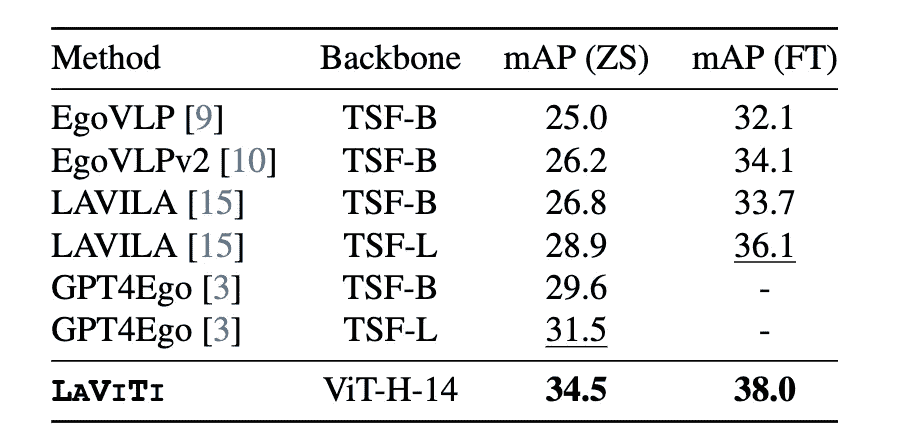 Method Backbone mAP (ZS) mAP (FT)
EgoVLP [9] TSF-B 25.0 32.1
EgoVLPv2 [10] TSF-B 26.2 34.1
LAVILA [15] TSF-B 26.8 33.7
LAVILA [15] TSF-L 28.9 36.1
GPT4Ego [3] TSF-B 29.6 -
GPT4Ego [3] TSF-L 31.5 -
LAVITI ViT-H-14 34.5 38.0